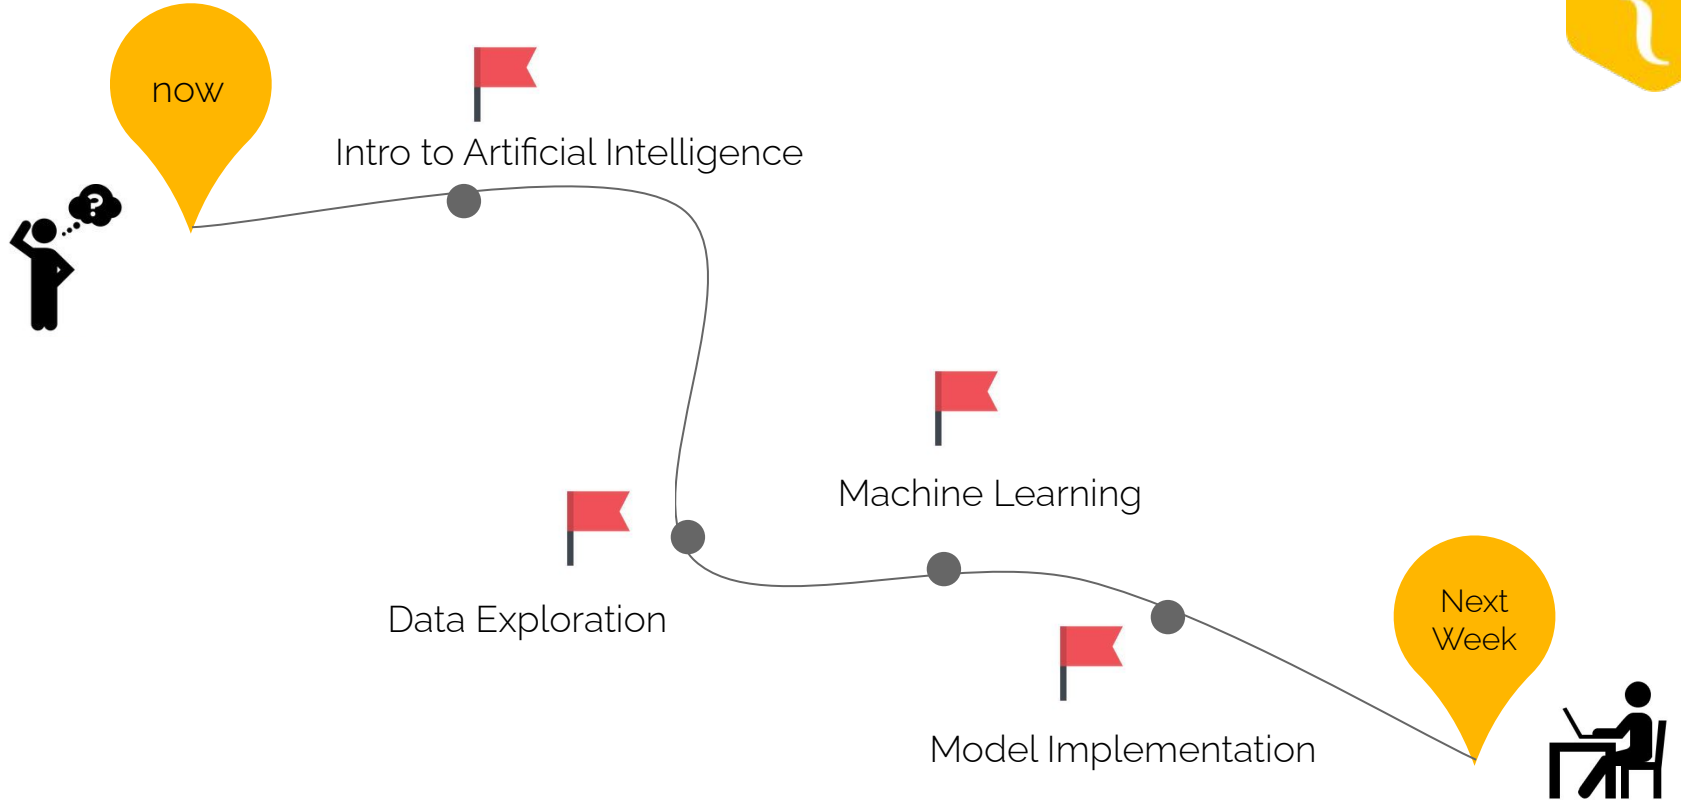 now
?
Intro to Artificial Intelligence
Machine Learning
Data Exploration
Next
Week
Model Implementation